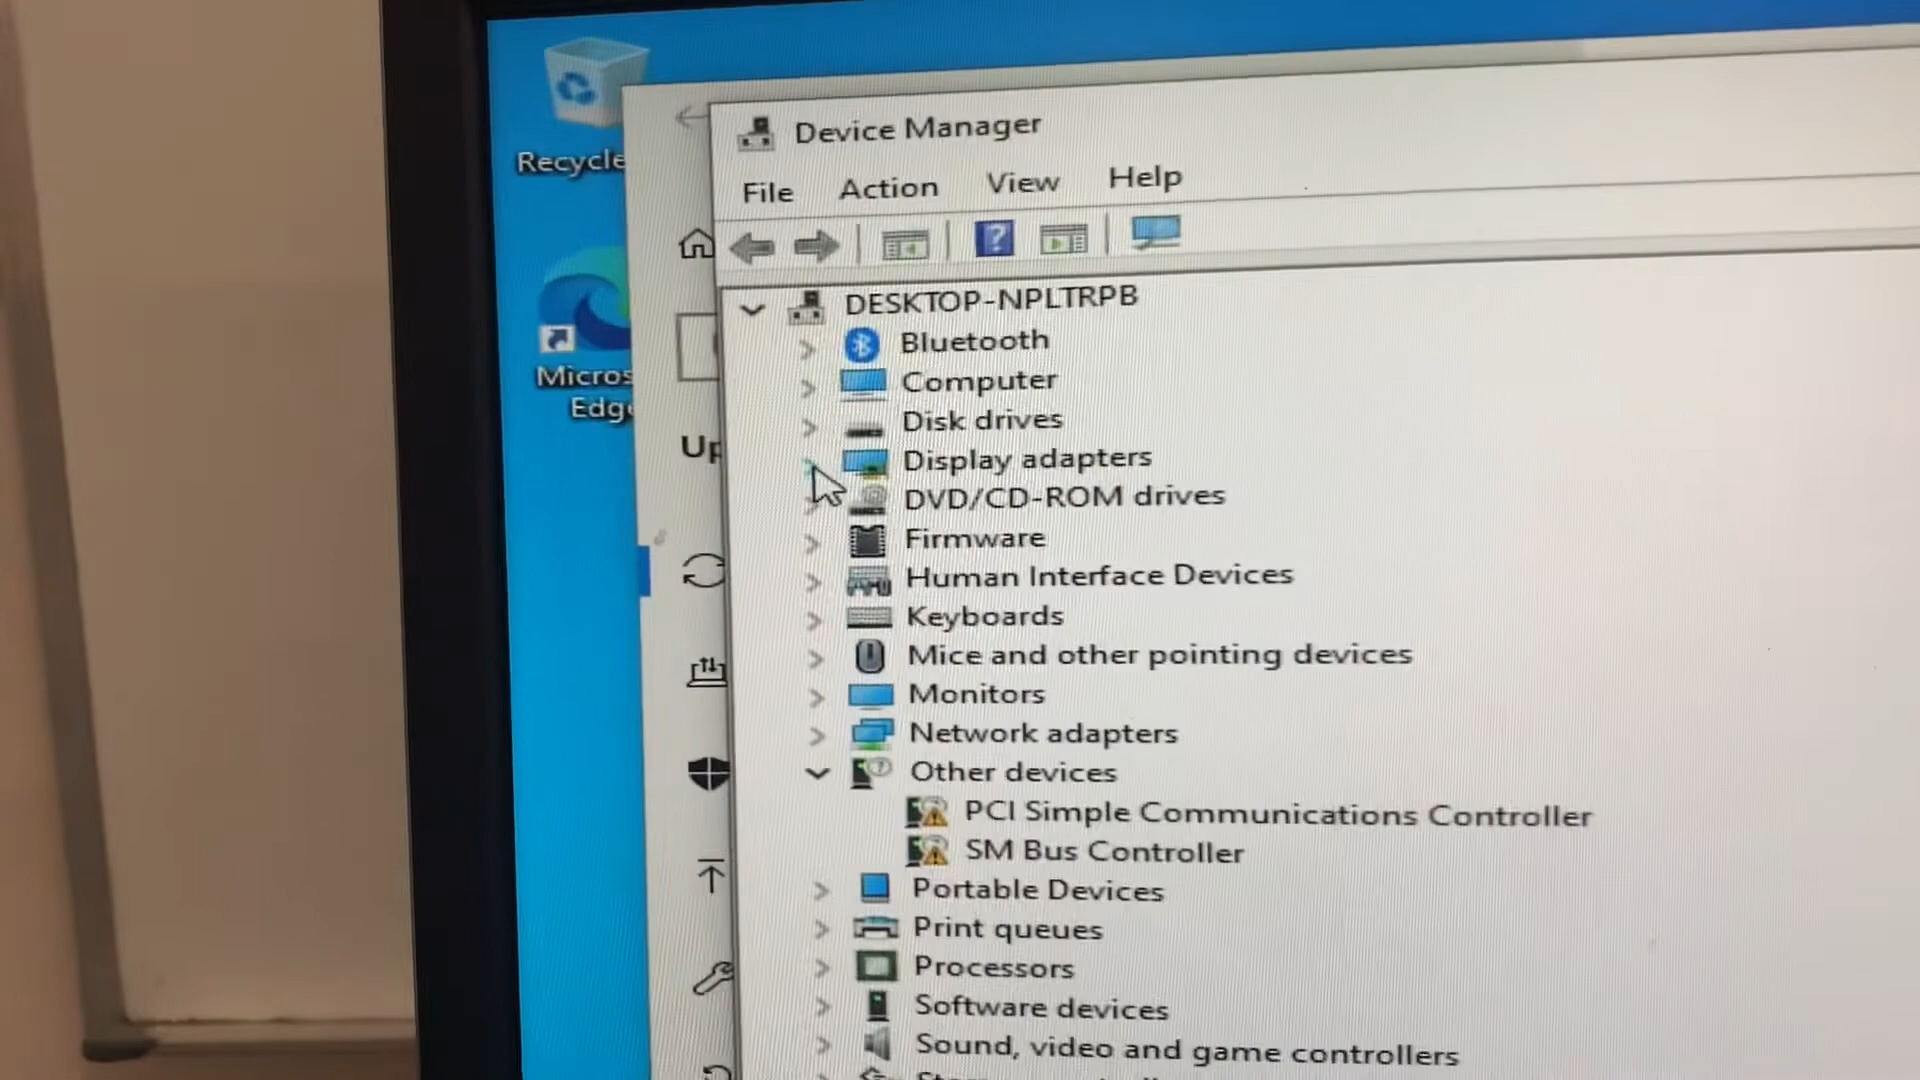 Recycle
Micros
Edge
Up
Device Manager
File Action View Help
DESKTOP-NPLTRPB
Bluetooth
Computer
Disk drives
Display adapters
DVD/CD-ROM drives
Firmware
Human Interface Devices
Keyboards
Mice and other pointing devices
Monitors
Network adapters
Other devices
PCI Simple Communications Controller
SM Bus Controller
Portable Devices
Print queues
Processors
Software devices
Sound, video and game controllers